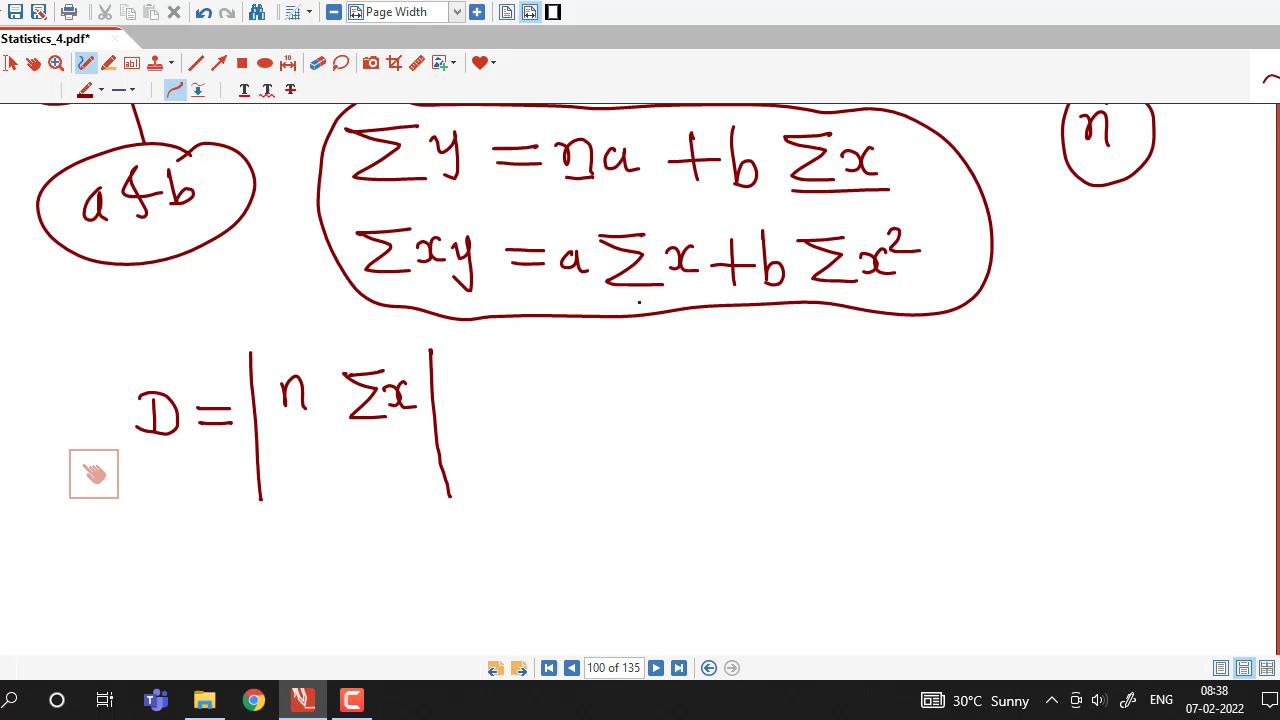 Page Width
Statistics_4.pdf*
10
T T T
Σy = na + bΣx
n
a & b
Σxy = aΣx + bΣx²
D = | n Σx |
100 of 135
30°C Sunny
ENG
08:38
07-02-2022